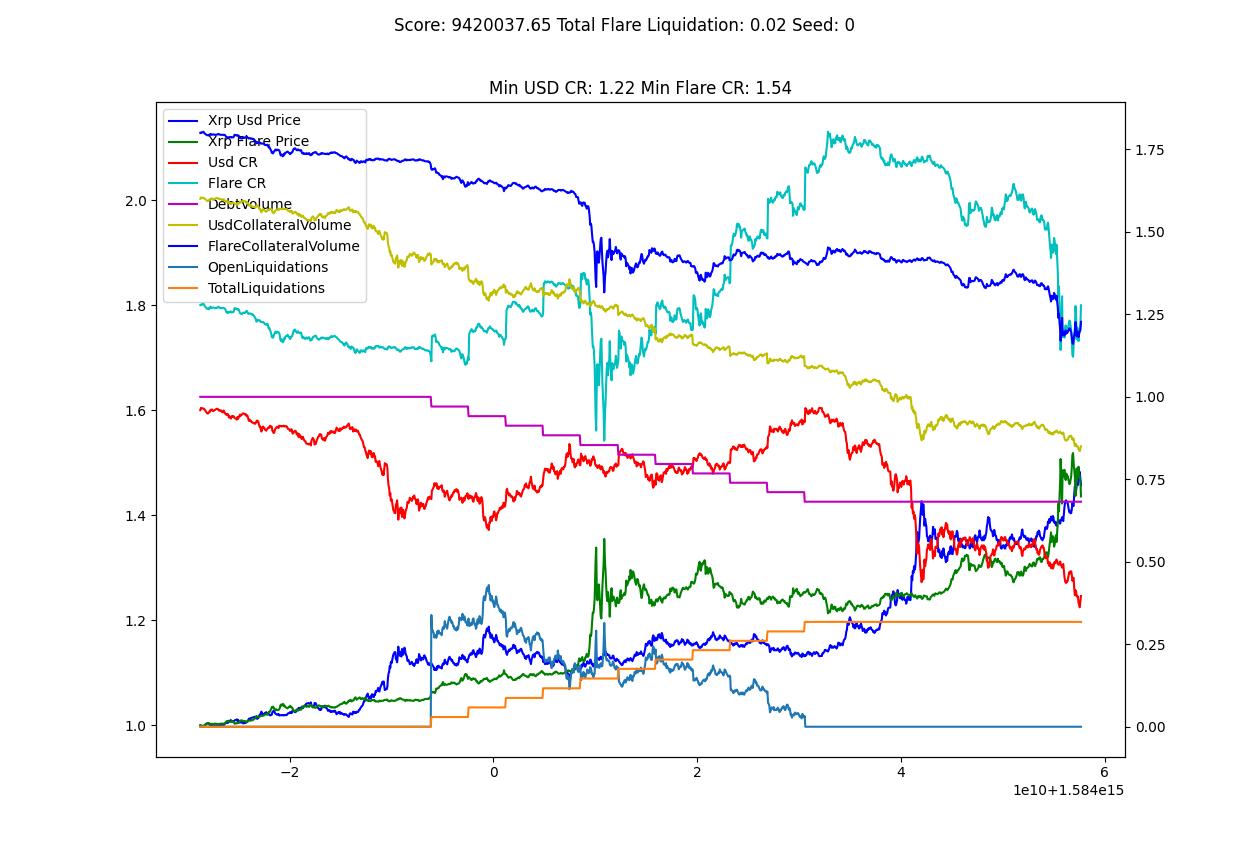 Score: 9420037.65 Total Flare Liquidation: 0.02 Seed: 0
Min USD CR: 1.22 Min Flare CR: 1.54
Xrp Usd Price
Xrp Flare Price
Usd CR
Flare CR
DebtVolume
UsdCollateralVolume
FlareCollateralVolume
OpenLiquidations
TotalLiquidations
2.0
1.8
1.6
1.4
1.2
1.0
1.75
1.50
1.25
1.00
0.75
0.50
0.25
0.00
−2 0 2 4 6
1e10+1.584e15